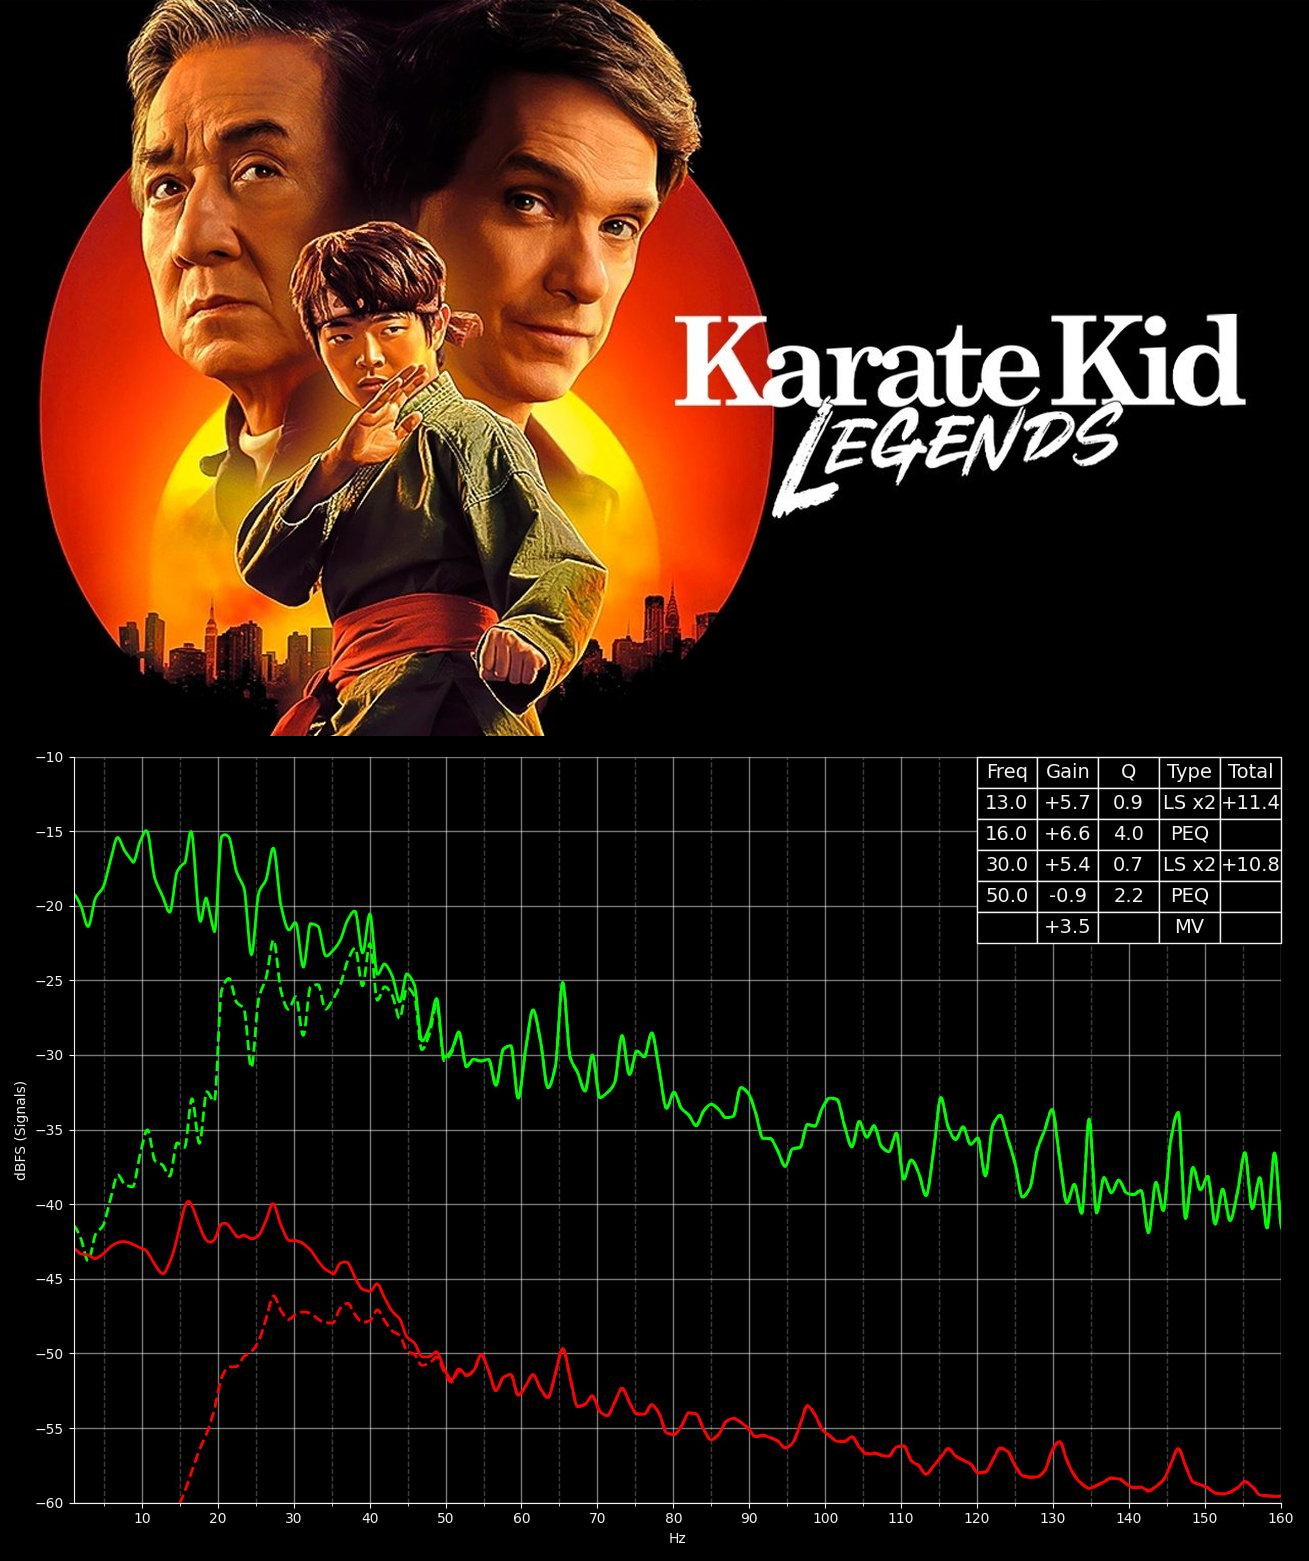 Karate Kid
LEGENDS
Freq Gain Q Type Total
13.0 +5.7 0.9 LS x2 +11.4
16.0 +6.6 4.0 PEQ
30.0 +5.4 0.7 LS x2 +10.8
50.0 -0.9 2.2 PEQ
+3.5 MV
−10
−15
−20
−25
−30
−35
−40
−45
−50
−55
−60
dBFS (Signals)
10 20 30 40 50 60 70 80 90 100 110 120 130 140 150 160
Hz